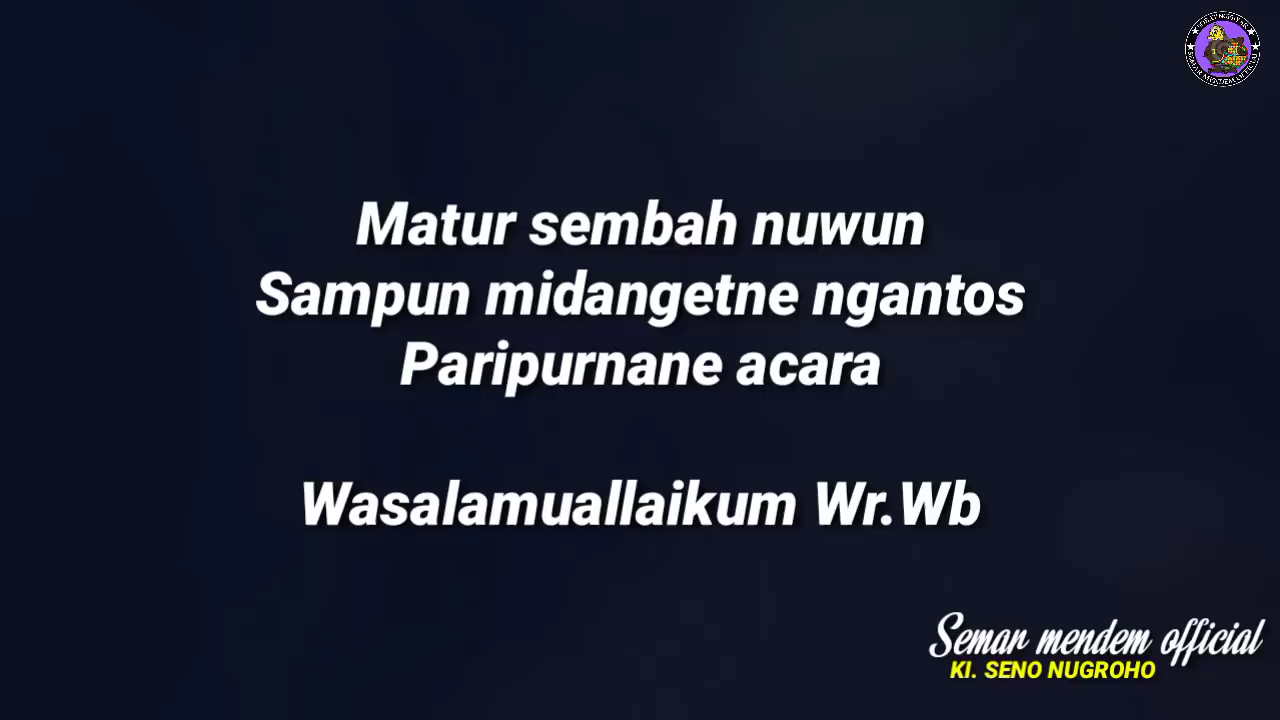 Matur sembah nuwun
Sampun midangetne ngantos
Paripurnane acara
Wasalamuallaikum Wr.Wb
Semar mendem official
KI. SENO NUGROHO